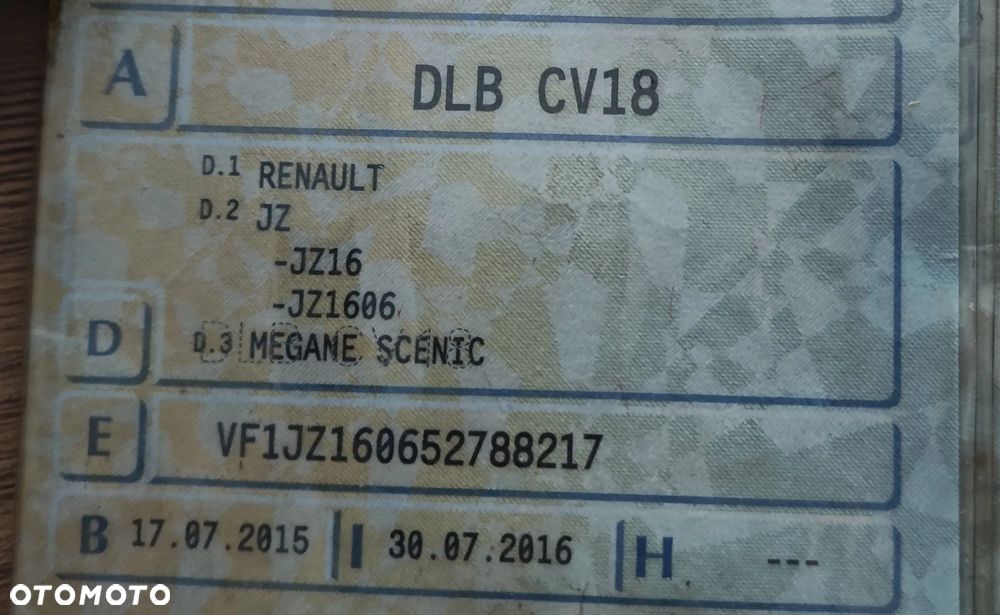 A DLB CV18
D.1 RENAULT
D.2 JZ
-JZ16
-JZ1606
D D.3 MEGANE SCENIC
E VF1JZ160652788217
B 17.07.2015 I 30.07.2016 H ---
OTOMOTO